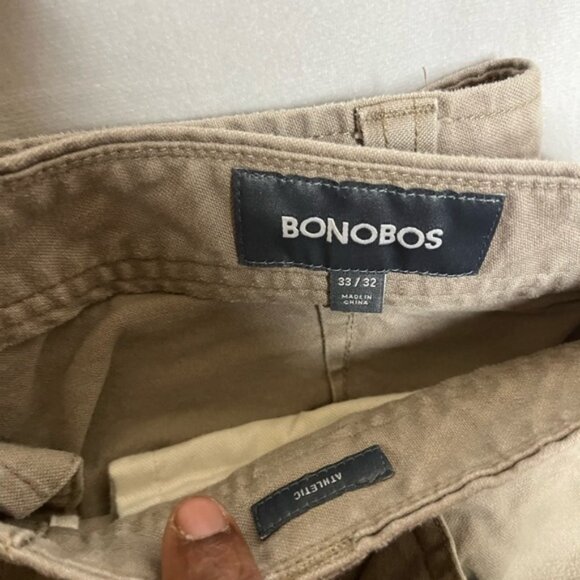 BONOBOS
33 / 32
MADE IN
CHINA
ATHLETIC